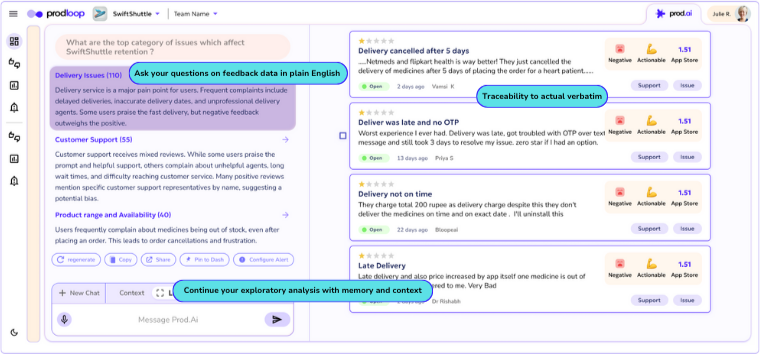 prodloop
SwiftShuttle
Team Name
prod.ai
Julie R.
What are the top category of issues which affect
SwiftShuttle retention ?
Ask your questions on feedback data in plain English
Delivery Issues (110)
Delivery service is a major pain point for users. Frequent complaints include
delayed deliveries, inaccurate delivery dates, and unprofessional delivery
agents. Some users praise the fast delivery, but negative feedback
outweighs the positive.
Customer Support (55)
Customer support receives mixed reviews. While some users praise the
prompt and helpful support, others complain about unhelpful agents, long
wait times, and difficulty reaching customer service. Many positive reviews
mention specific customer support representatives by name, suggesting a
potential bias.
Product range and Availability (40)
Users frequently complain about medicines being out of stock, even after
placing an order. This leads to order cancellations and frustration.
regenerate
Copy
Share
Pin to Dash
Configure Alert
+ New Chat
Context
Continue your exploratory analysis with memory and context
Message Prod.Ai
Delivery cancelled after 5 days
.....Netmeds and flipkart health is way better! They just cancelled the
delivery of medicines after 5 days of placing the order for a heart patient......
Open
2 days ago
Vansi K
Negative
Actionable
1.51
App Store
Support
Issue
Traceability to actual verbatim
Deliver was late and no OTP
Worst experience I ever had. Delivery was late, got troubled with OTP over text
message and still took 3 days to resolve my issue. zero star if I had an option.
Open
13 days ago
Priya S
Negative
Actionable
1.51
App Store
Support
Issue
Delivery not on time
They charge total 200 rupee as delivery charge despite this they don't
deliver the medicines on time and on exact date . I'll uninstall this
Open
22 days ago
Bloopeal
Negative
Actionable
1.51
App Store
Support
Issue
Late Delivery
Late delivery and also price increased by app itself one medicine is out of
ered to me. Very Bad
days ago
Dr Rishabh
Negative
Actionable
1.51
App Store
Support
Issue